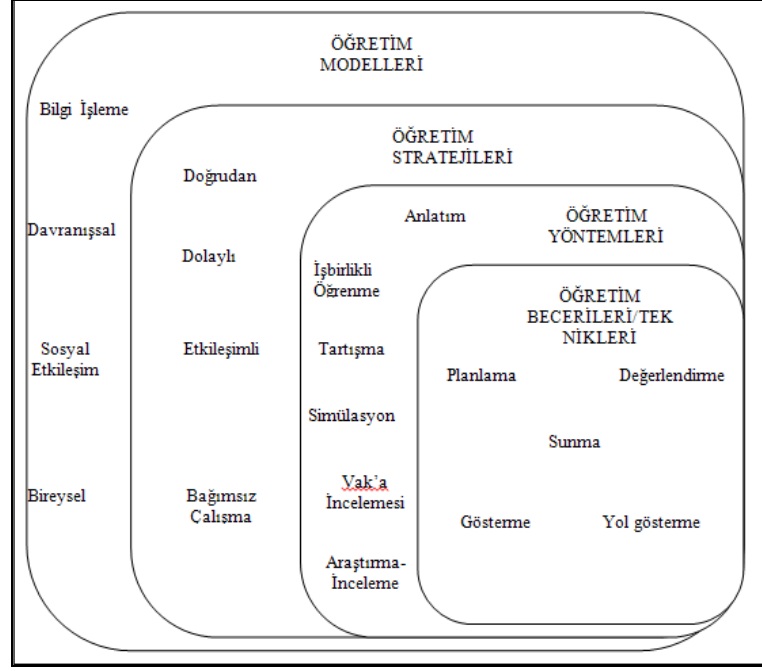 ÖĞRETİM
MODELLERİ
Bilgi İşleme
Davranışsal
Sosyal
Etkileşim
Bireysel
ÖĞRETİM
STRATEJİLERİ
Doğrudan
Dolaylı
Etkileşimli
Bağımsız
Çalışma
ÖĞRETİM
YÖNTEMLERİ
Anlatım
İşbirlikli
Öğrenme
Tartışma
Simülasyon
Vak’a
İncelemesi
Araştırma-
İnceleme
ÖĞRETİM
BECERİLERİ/TEK
NİKLERİ
Planlama
Değerlendirme
Sunma
Gösterme
Yol gösterme